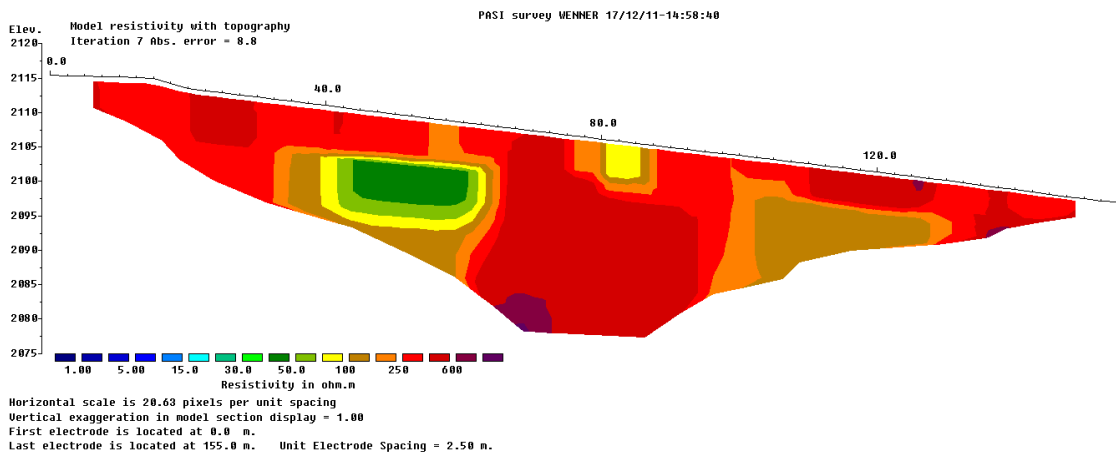 PASI survey WENNER 17/12/11-14:58:40
Elev.
Model resistivity with topography
Iteration 7 Abs. error = 8.8
2120
0.0
2115
40.0
2110
2105
80.0
2100
120.0
2095
2090
2085
2080
2075
1.00 5.00 15.0 30.0 50.0 100 250 600
Resistivity in ohm.m
Horizontal scale is 20.63 pixels per unit spacing
Vertical exaggeration in model section display = 1.00
First electrode is located at 0.0 m.
Last electrode is located at 155.0 m. Unit Electrode Spacing = 2.50 m.